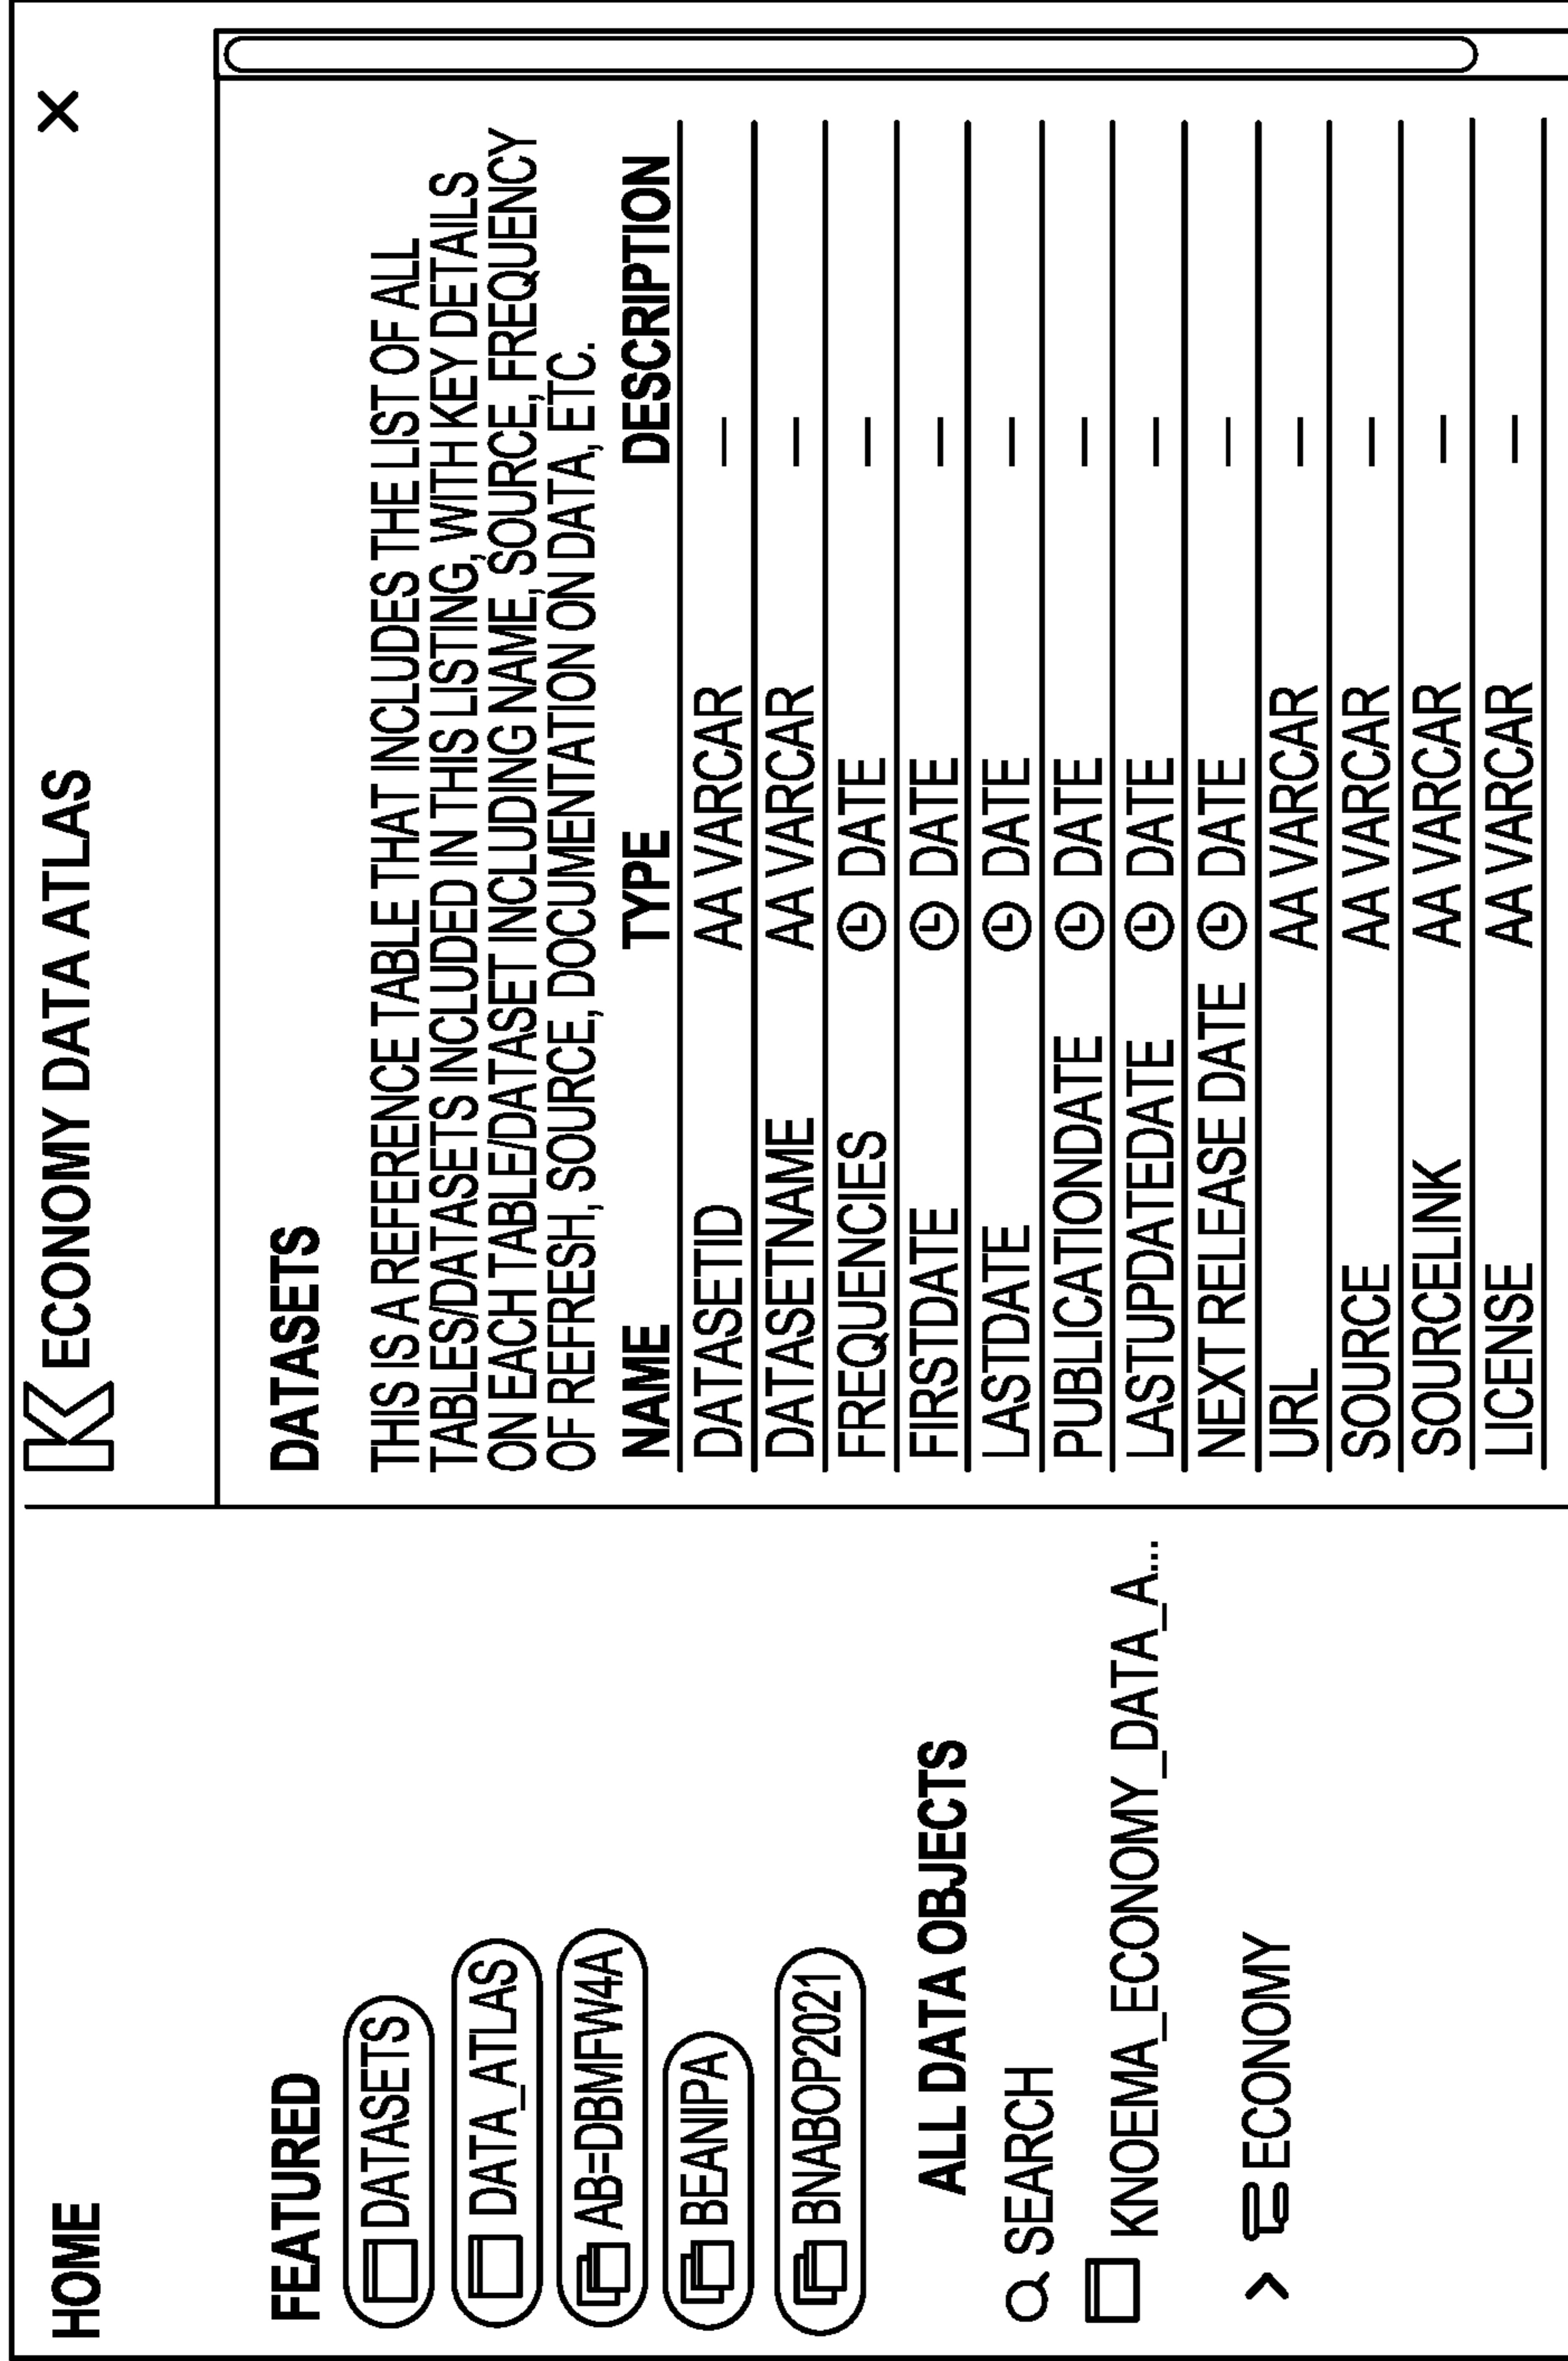 HOME
FEATURED
DATASETS
DATA_ATLAS
AB=DBMFW4A
BEANIPA
BNABOP2021
ALL DATA OBJECTS
SEARCH
KNOEMA_ECONOMY_DATA_A...
> ECONOMY
K ECONOMY DATA ATLAS ×
DATASETS
THIS IS A REFERENCE TABLE THAT INCLUDES THE LIST OF ALL
TABLES/DATASETS INCLUDED IN THIS LISTING, WITH KEY DETAILS
ON EACH TABLE/DATASET INCLUDING NAME, SOURCE, FREQUENCY
OF REFRESH, SOURCE, DOCUMENTATION ON DATA, ETC.
NAME TYPE DESCRIPTION
DATASETID AA VARCAR –
DATASETNAME AA VARCAR –
FREQUENCIES DATE –
FIRSTDATE DATE –
LASTDATE DATE –
PUBLICATIONDATE DATE –
LASTUPDATEDATE DATE –
NEXT RELEASE DATE DATE –
URL AA VARCAR –
SOURCE AA VARCAR –
SOURCELINK AA VARCAR –
LICENSE AA VARCAR –